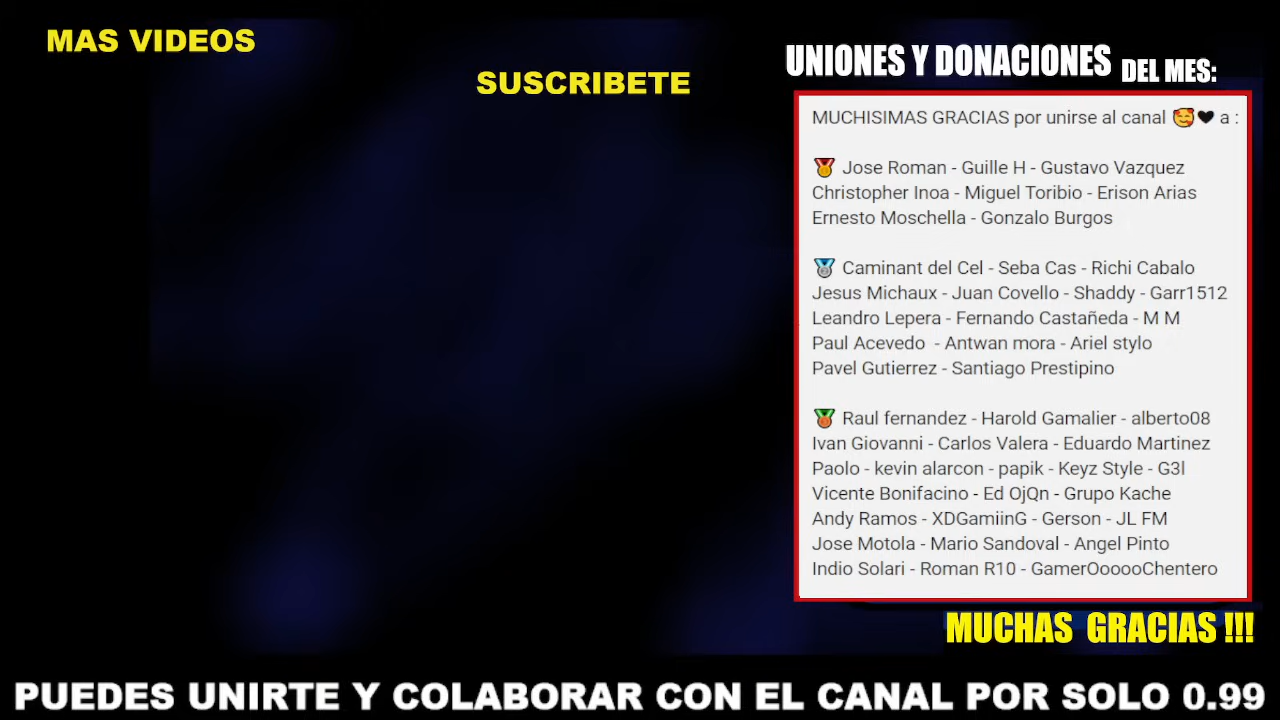 MAS VIDEOS
SUSCRIBETE
UNIONES Y DONACIONES DEL MES:
MUCHISIMAS GRACIAS por unirse al canal 🥰🖤 a :
🥇 Jose Roman - Guille H - Gustavo Vazquez
Christopher Inoa - Miguel Toribio - Erison Arias
Ernesto Moschella - Gonzalo Burgos
🥈 Caminant del Cel - Seba Cas - Richi Cabalo
Jesus Michaux - Juan Covello - Shaddy - Garr1512
Leandro Lepera - Fernando Castañeda - M M
Paul Acevedo - Antwan mora - Ariel stylo
Pavel Gutierrez - Santiago Prestipino
🥉 Raul fernandez - Harold Gamalier - alberto08
Ivan Giovanni - Carlos Valera - Eduardo Martinez
Paolo - kevin alarcon - papik - Keyz Style - G3l
Vicente Bonifacino - Ed OjQn - Grupo Kache
Andy Ramos - XDGamiinG - Gerson - JL FM
Jose Motola - Mario Sandoval - Angel Pinto
Indio Solari - Roman R10 - GamerOooooChentero
MUCHAS GRACIAS !!!
PUEDES UNIRTE Y COLABORAR CON EL CANAL POR SOLO 0.99